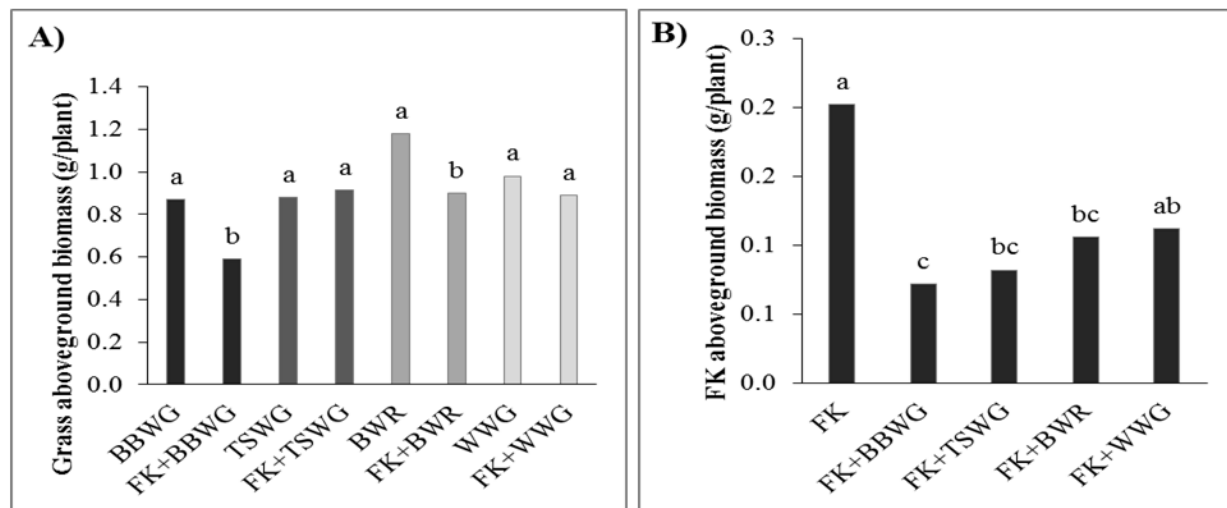 A)
Grass aboveground biomass (g/plant)
1.4
1.2
1.0
0.8
0.6
0.4
0.2
0.0
a
b
a
a
a
b
a
a
BBWG
FK+BBWG
TSWG
FK+TSWG
BWR
FK+BWR
WWG
FK+WWG
B)
FK aboveground biomass (g/plant)
0.3
0.2
0.2
0.1
0.1
0.0
a
c
bc
bc
ab
FK
FK+BBWG
FK+TSWG
FK+BWR
FK+WWG